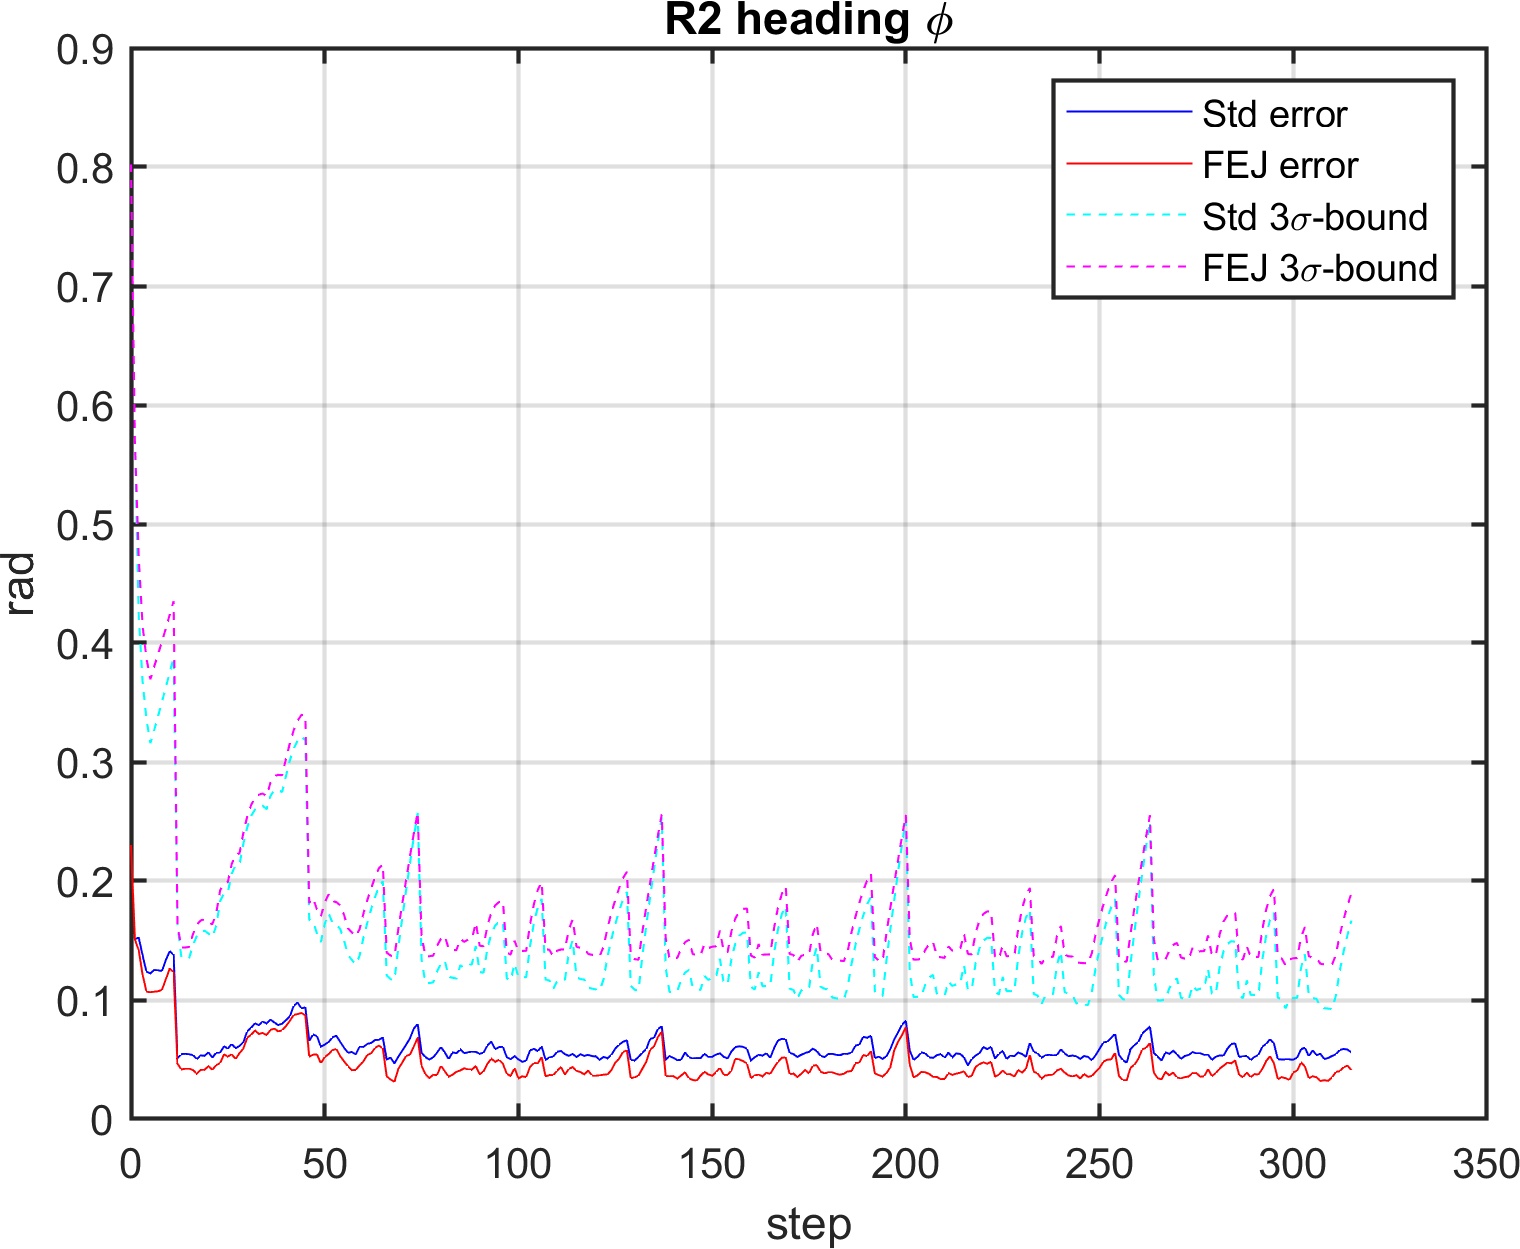 R2 heading ϕ
0.9
0.8
0.7
0.6
0.5
0.4
0.3
0.2
0.1
0
rad
Std error
FEJ error
Std 3σ-bound
FEJ 3σ-bound
0 50 100 150 200 250 300 350
step